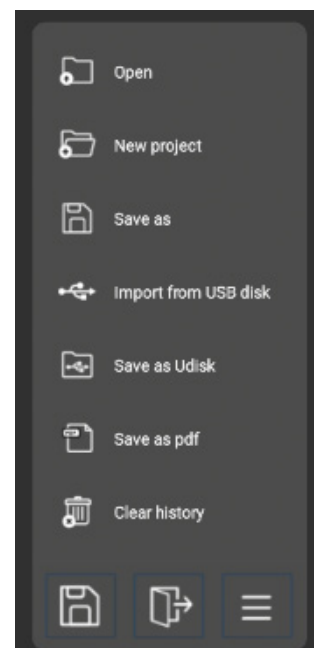 Open
New project
Save as
Import from USB disk
Save as Udisk
Save as pdf
Clear history